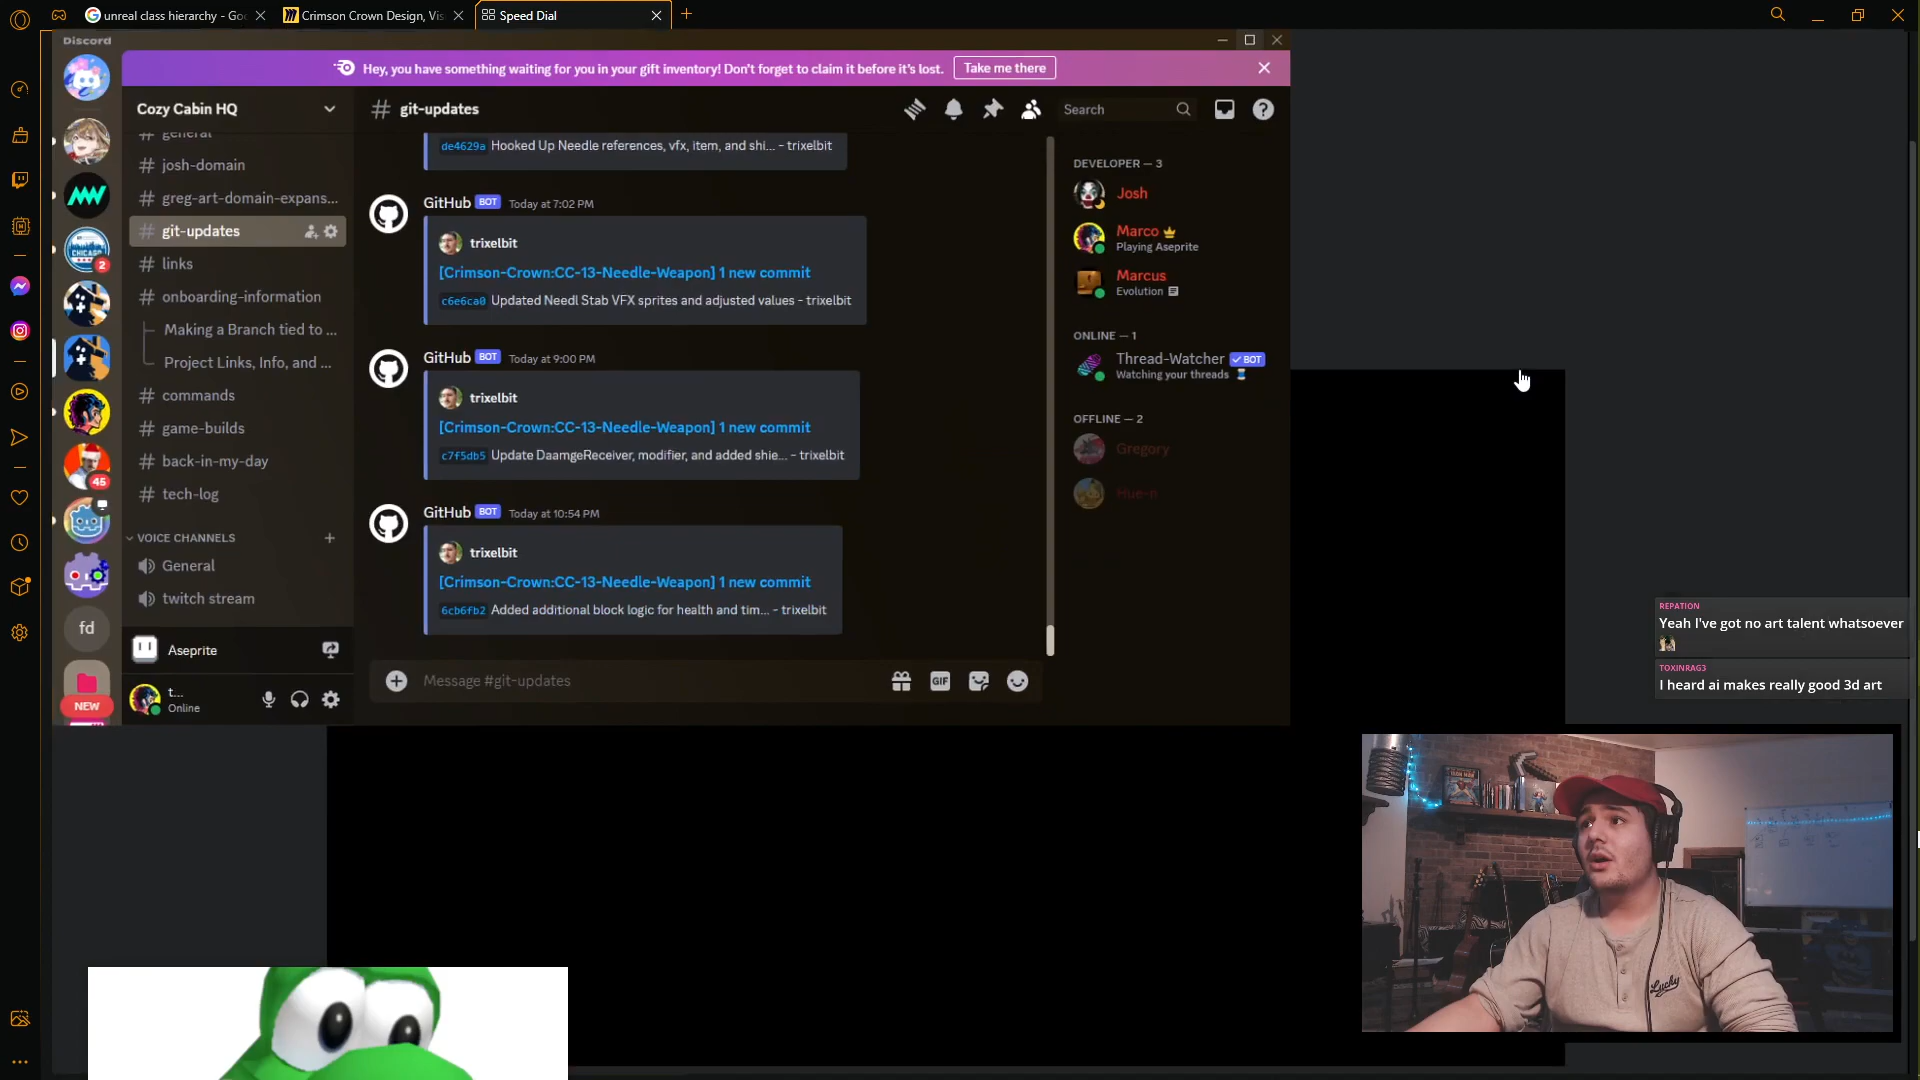 unreal class hierarchy - Goo
Crimson Crown Design, Vis
Speed Dial
Discord
Hey, you have something waiting for you in your gift inventory! Don't forget to claim it before it's lost.
Take me there
Cozy Cabin HQ
git-updates
Search
general
josh-domain
greg-art-domain-expans...
git-updates
links
onboarding-information
Making a Branch tied to ...
Project Links, Info, and ...
commands
game-builds
back-in-my-day
tech-log
VOICE CHANNELS
General
twitch stream
2
45
fd
NEW
Aseprite
t...
Online
de4629a Hooked Up Needle references, vfx, item, and shi... - trixelbit
GitHub BOT Today at 7:02 PM
trixelbit
[Crimson-Crown:CC-13-Needle-Weapon] 1 new commit
c6e6ca0 Updated Needl Stab VFX sprites and adjusted values - trixelbit
GitHub BOT Today at 9:00 PM
trixelbit
[Crimson-Crown:CC-13-Needle-Weapon] 1 new commit
c7f5db5 Update DaamgeReceiver, modifier, and added shie... - trixelbit
GitHub BOT Today at 10:54 PM
trixelbit
[Crimson-Crown:CC-13-Needle-Weapon] 1 new commit
6cb6fb2 Added additional block logic for health and tim... - trixelbit
Message #git-updates
GIF
DEVELOPER — 3
Josh
Marco
Playing Aseprite
Marcus
Evolution
ONLINE — 1
Thread-Watcher BOT
Watching your threads
OFFLINE — 2
Gregory
Hue-n
REPATION
Yeah I've got no art talent whatsoever
TOXINRAG3
I heard ai makes really good 3d art
Lucky